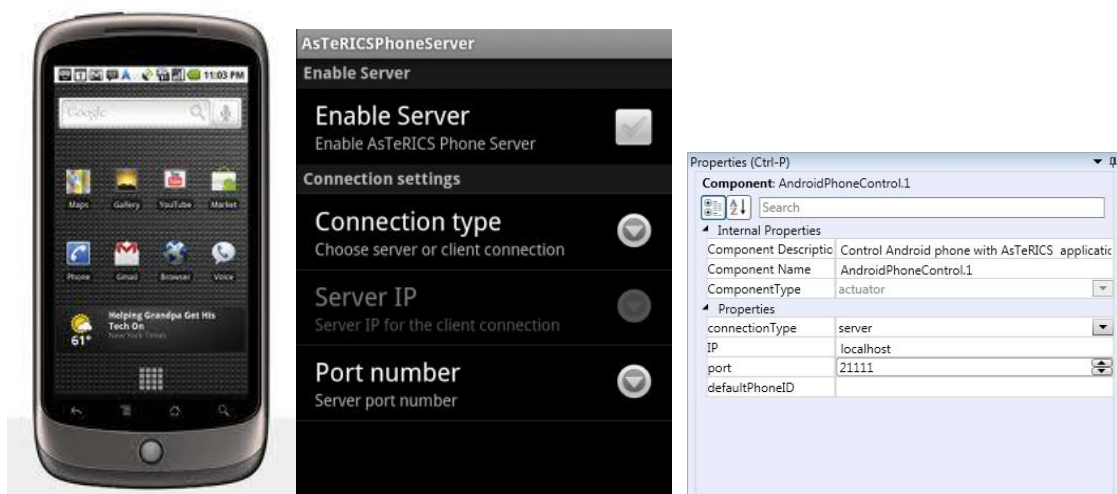 11:03 PM
Google
Maps
Gallery
YouTube
Market
Phone
Gmail
Browser
Voice
Helping Grandpa Get His
Tech On
New York Times
61°
AsTeRICSPhoneServer
Enable Server
Enable Server
Enable AsTeRICS Phone Server
Connection settings
Connection type
Choose server or client connection
Server IP
Server IP for the client connection
Port number
Server port number
Properties (Ctrl-P)
Component: AndroidPhoneControl.1
Search
Internal Properties
Component Descriptio Control Android phone with AsTeRICS applicatic
Component Name AndroidPhoneControl.1
ComponentType actuator
Properties
connectionType server
IP localhost
port 21111
defaultPhoneID